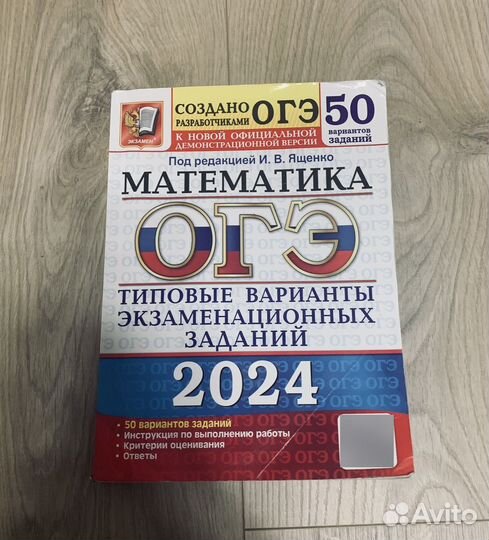 СОЗДАНО
РАЗРАБОТЧИКАМИ ОГЭ
К НОВОЙ ОФИЦИАЛЬНОЙ
ДЕМОНСТРАЦИОННОЙ ВЕРСИИ
50
вариантов
заданий
ЭКЗАМЕН
Под редакцией И. В. Ященко
МАТЕМАТИКА
ОГЭ
ТИПОВЫЕ ВАРИАНТЫ
ЭКЗАМЕНАЦИОННЫХ
ЗАДАНИЙ
2024
• 50 вариантов заданий
• Инструкция по выполнению работы
• Критерии оценивания
• Ответы
Avito